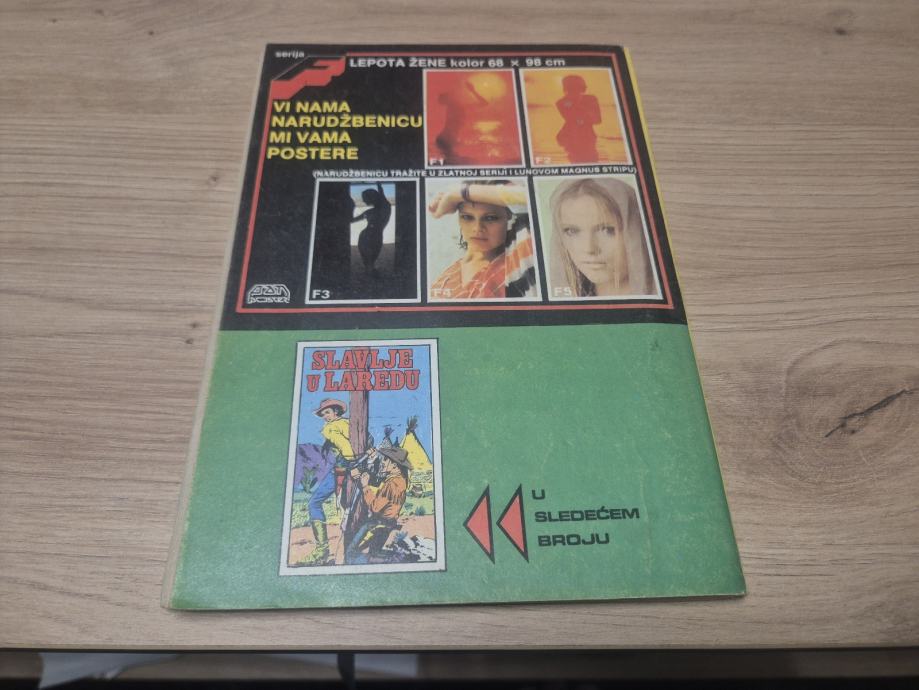 serija
F
LEPOTA ŽENE kolor 68 x 98 cm
VI NAMA
NARUDŽBENICU
MI VAMA
POSTERE
F1
F2
(NARUDŽBENICU TRAŽITE U ZLATNOJ SERIJI I LUNOVOM MAGNUS STRIPU)
F3
F4
F5
SLAVLJE
U LAREDU
U
SLEDEĆEM
BROJU